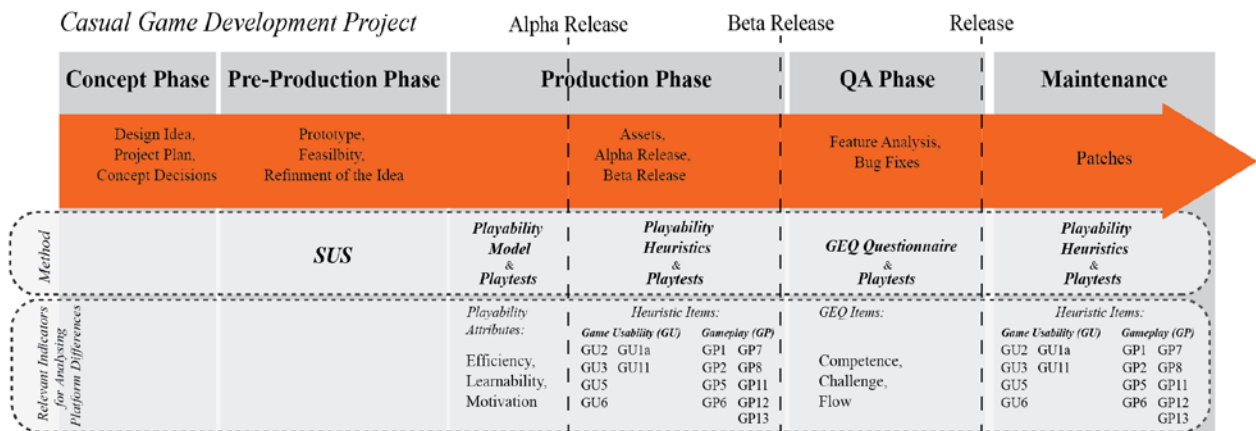 Casual Game Development Project
Alpha Release
Beta Release
Release
Concept Phase
Pre-Production Phase
Production Phase
QA Phase
Maintenance
Design Idea,
Project Plan,
Concept Decisions
Prototype,
Feasilbity,
Refinment of the Idea
Assets,
Alpha Release,
Beta Release
Feature Analysis,
Bug Fixes
Patches
Method
SUS
Playability
Model
&
Playtests
Playability
Heuristics
&
Playtests
GEQ Questionnaire
&
Playtests
Playability
Heuristics
&
Playtests
Relevant Indicators
for Analysing
Platform Differences
Playability
Attributes:
Efficiency,
Learnability,
Motivation
Heuristic Items:
Game Usability (GU) Gameplay (GP)
GU2 GU1a GP1 GP7
GU3 GU11 GP2 GP8
GU5 GP5 GP11
GU6 GP6 GP12
GP13
GEQ Items:
Competence,
Challenge,
Flow
Heuristic Items:
Game Usability (GU) Gameplay (GP)
GU2 GU1a GP1 GP7
GU3 GU11 GP2 GP8
GU5 GP5 GP11
GU6 GP6 GP12
GP13